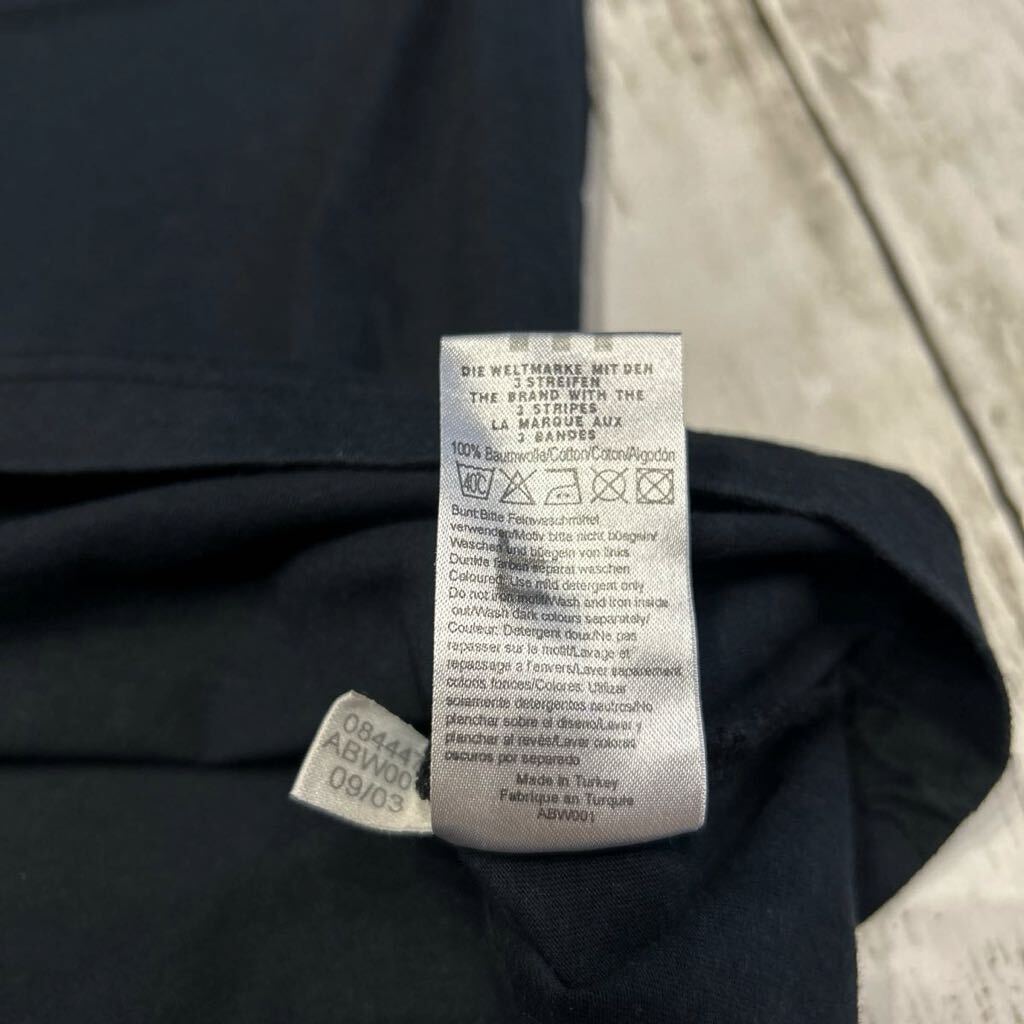 DIE WELTMARKE MIT DEN
3 STREIFEN
THE BRAND WITH THE
3 STRIPES
LA MARQUE AUX
3 BANDES
100% Baumwolle/Cotton/Coton/Algodón
40C
Bunt:Bitte Feinwaschmittel
verwenden/Motiv bitte nicht bügeln/
Waschen und bügeln von links
Dunkle farben separat waschen
Coloured: Use mild detergent only
Do not iron motif/Wash and iron inside
out/Wash dark colours separately/
Couleur: Detergent doux/Ne pas
repasser sur le motif/Lavage et
repassage a l'envers/Laver separement
coloris fonces/Colores: Utilizar
solamente detergentes neutros/No
planchar sobre el diseno/Lavar y
planchar al revés/Lavar colores
oscuros por separado
Made in Turkey
Fabrique en Turquie
ABW001
084447
ABW00
09/03